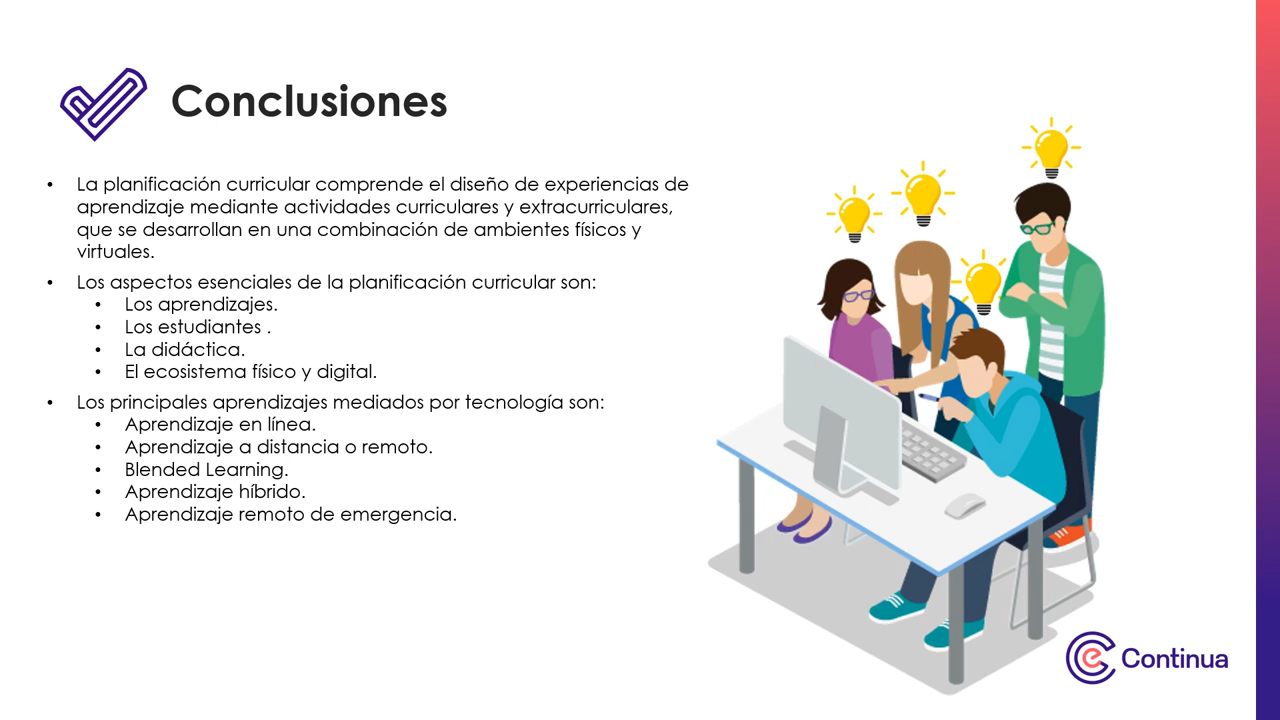 Conclusiones
• La planificación curricular comprende el diseño de experiencias de
aprendizaje mediante actividades curriculares y extracurriculares,
que se desarrollan en una combinación de ambientes físicos y
virtuales.
• Los aspectos esenciales de la planificación curricular son:
• Los aprendizajes.
• Los estudiantes .
• La didáctica.
• El ecosistema físico y digital.
• Los principales aprendizajes mediados por tecnología son:
• Aprendizaje en línea.
• Aprendizaje a distancia o remoto.
• Blended Learning.
• Aprendizaje híbrido.
• Aprendizaje remoto de emergencia.
e Continua